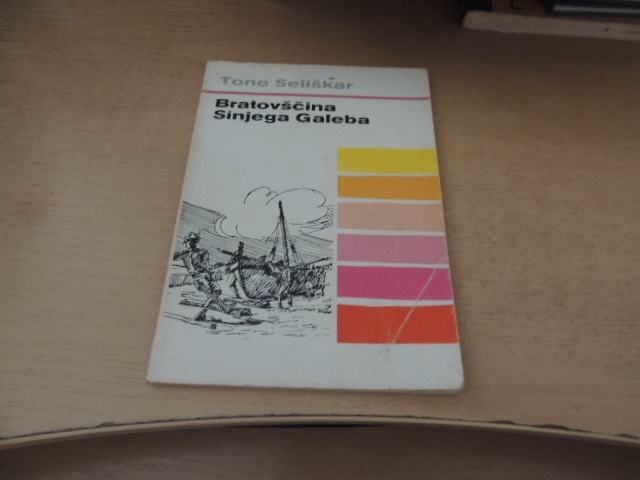 Tone Seliškar
Bratovščina
Sinjega Galeba